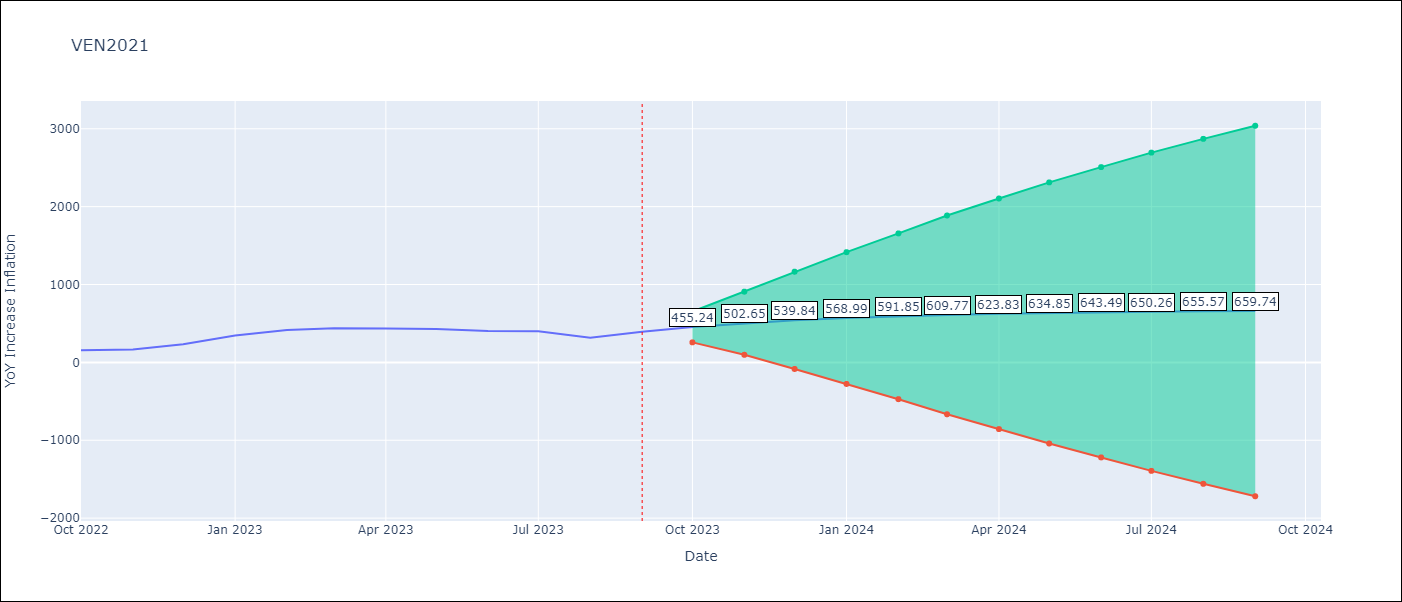 VEN2021
YoY Increase Inflation
3000
2000
1000
0
−1000
−2000
455.24
502.65
539.84
568.99
591.85
609.77
623.83
634.85
643.49
650.26
655.57
659.74
Oct 2022
Jan 2023
Apr 2023
Jul 2023
Oct 2023
Jan 2024
Apr 2024
Jul 2024
Oct 2024
Date